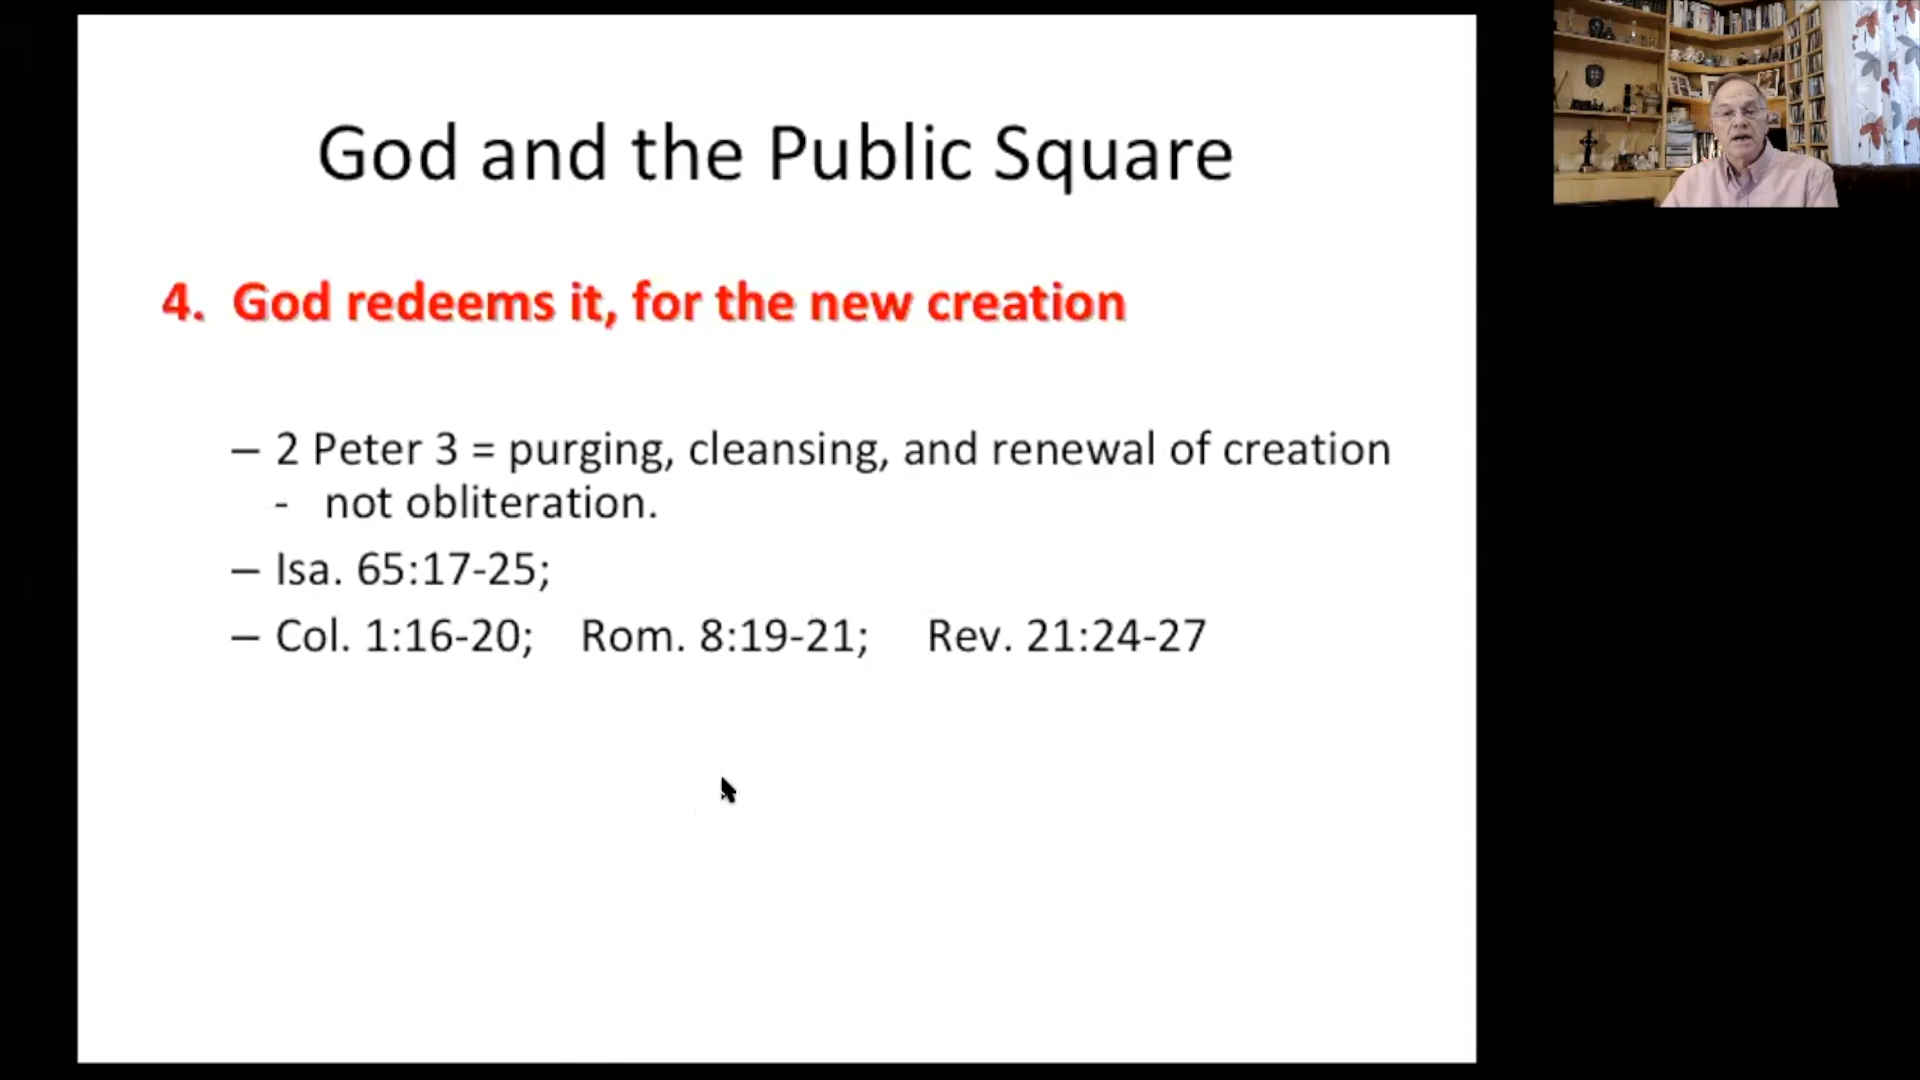 God and the Public Square
4. God redeems it, for the new creation
– 2 Peter 3 = purging, cleansing, and renewal of creation
- not obliteration.
– Isa. 65:17-25;
– Col. 1:16-20; Rom. 8:19-21; Rev. 21:24-27